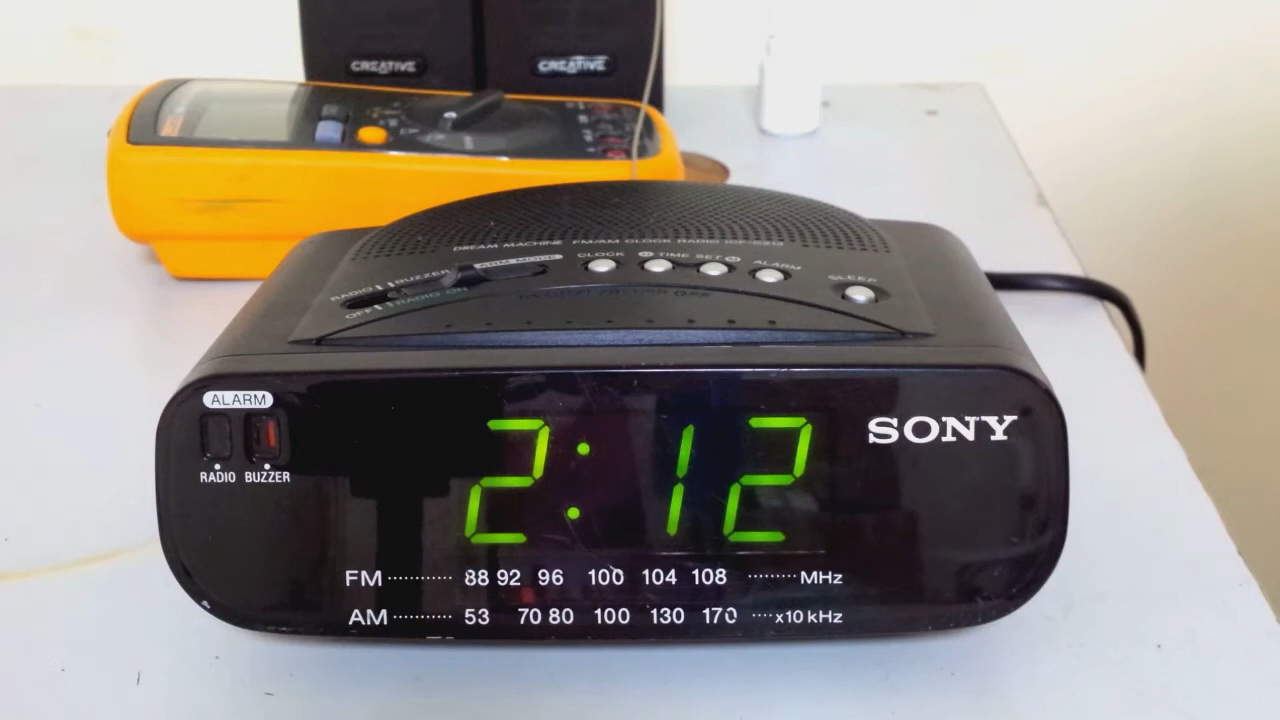 CREATIVE CREATIVE
DREAM MACHINE FM/AM CLOCK RADIO
CLOCK TIME SET ALARM
SLEEP
RADIO BUZZER ALARM MODE
OFF RADIO ON
ALARM
SONY
RADIO BUZZER
2:12
FM 88 92 96 100 104 108 MHz
AM 53 70 80 100 130 170 x10 kHz